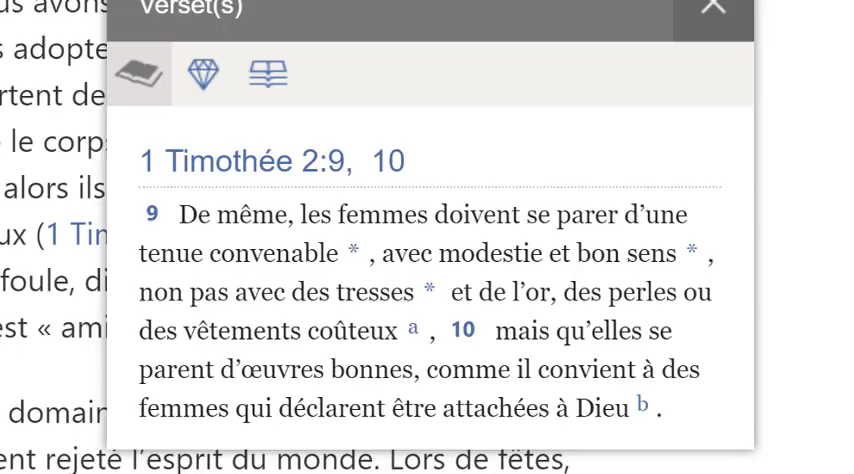 us avons
Verset(s)
s adopte
rtent de
le corps
alors ils
ux (1 Tim
foule, di
est « ami
domain
1 Timothée 2:9, 10
9 De même, les femmes doivent se parer d’une
tenue convenable * , avec modestie et bon sens * ,
non pas avec des tresses * et de l’or, des perles ou
des vêtements coûteux a , 10 mais qu’elles se
parent d’œuvres bonnes, comme il convient à des
femmes qui déclarent être attachées à Dieu b .
ent rejeté l’esprit du monde. Lors de fêtes,